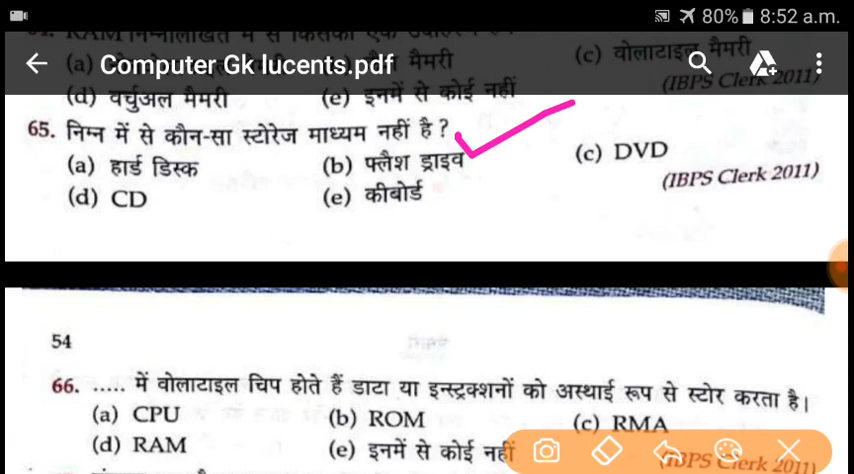 80% 8:52 a.m.
Computer Gk lucents.pdf
(a) मैमरी (c) वोलाटाइल मैमरी
(d) वर्चुअल मैमरी (e) इनमें से कोई नहीं (IBPS Clerk 2011)
65. निम्न में से कौन-सा स्टोरेज माध्यम नहीं है ?
(a) हार्ड डिस्क (b) फ्लैश ड्राइव (c) DVD
(d) CD (e) कीबोर्ड (IBPS Clerk 2011)
54
66. ..... में वोलाटाइल चिप होते हैं डाटा या इन्स्ट्रक्शनों को अस्थाई रूप से स्टोर करता है।
(a) CPU (b) ROM (c) RMA
(d) RAM (e) इनमें से कोई नहीं (IBPS Clerk 2011)